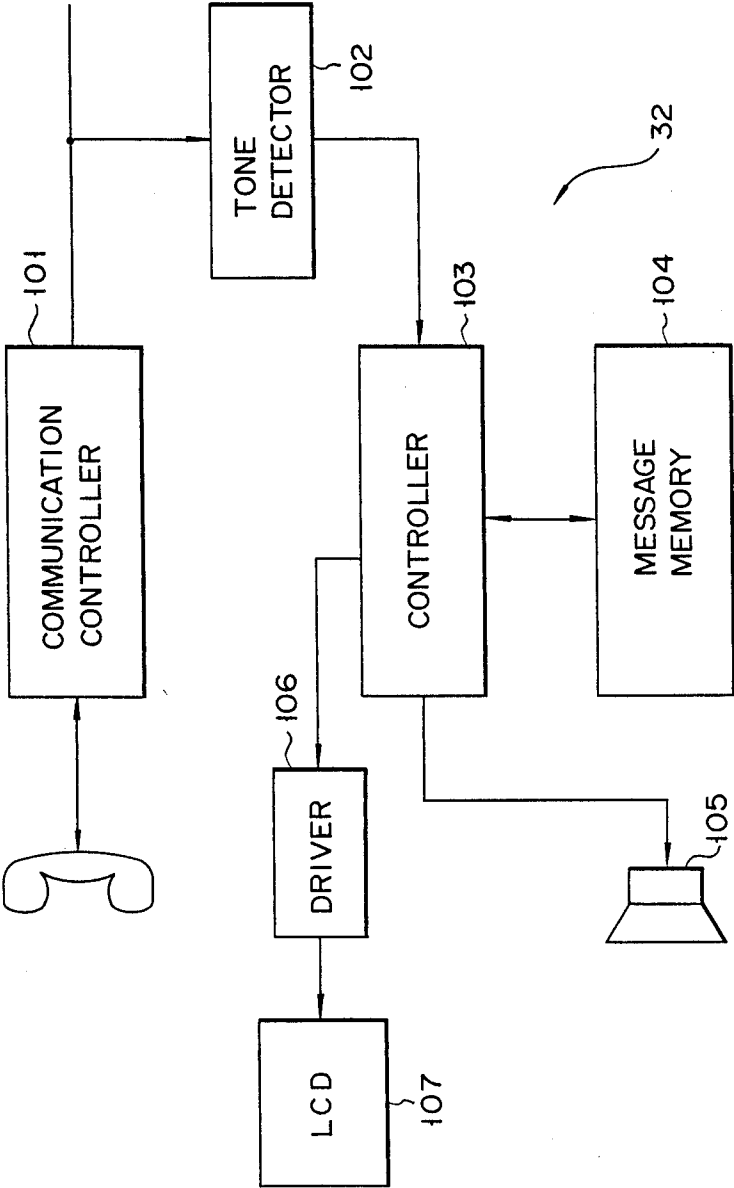 COMMUNICATION
CONTROLLER
101
TONE
DETECTOR
102
32
106
DRIVER
CONTROLLER
103
LCD
107
105
MESSAGE
MEMORY
104